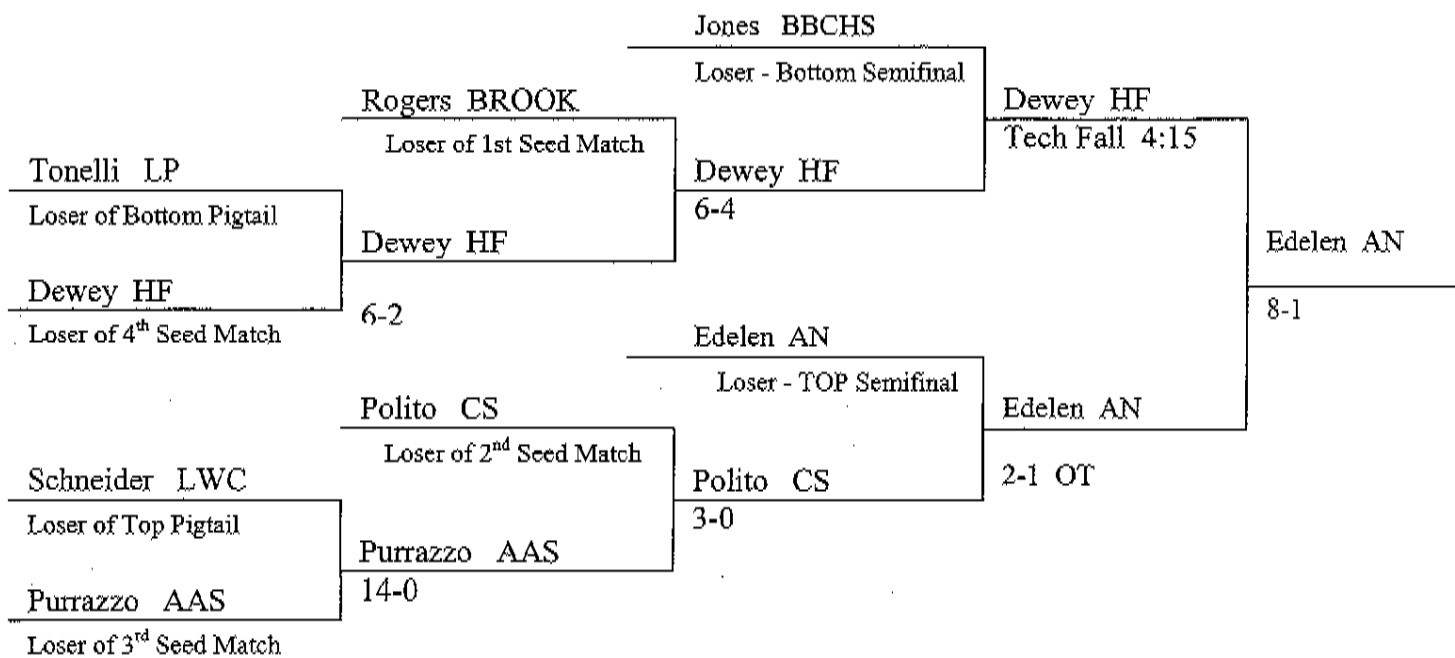 Jones BBCHS
Loser - Bottom Semifinal
Rogers BROOK
Dewey HF
Loser of 1st Seed Match
Tech Fall 4:15
Tonelli LP
Dewey HF
Loser of Bottom Pigtail
6-4
Dewey HF
Edelen AN
Dewey HF
6-2
8-1
Loser of 4th Seed Match
Edelen AN
Loser - TOP Semifinal
Polito CS
Edelen AN
Loser of 2nd Seed Match
Schneider LWC
Polito CS
2-1 OT
Loser of Top Pigtail
3-0
Purrazzo AAS
Purrazzo AAS
14-0
Loser of 3rd Seed Match